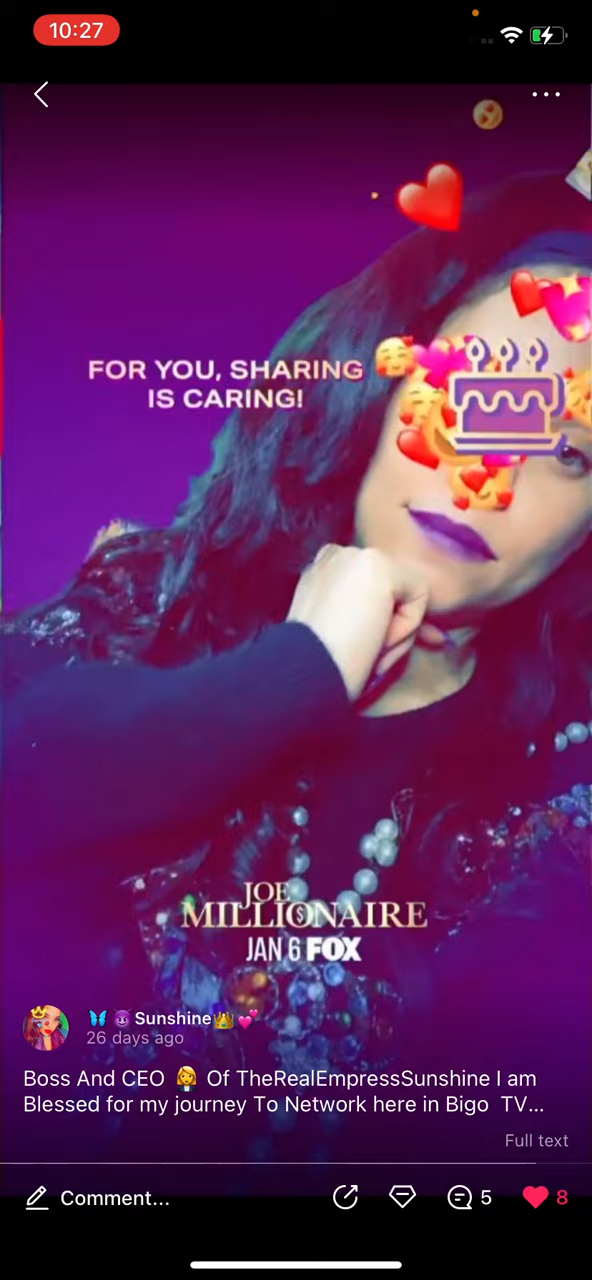 10:27
FOR YOU, SHARING
IS CARING!
JOE
MILLIONAIRE
JAN 6 FOX
🦋 😈Sunshine👑💕
26 days ago
Boss And CEO 👩‍💼 Of TheRealEmpressSunshine I am
Blessed for my journey To Network here in Bigo TV...
Full text
Comment...
5
8